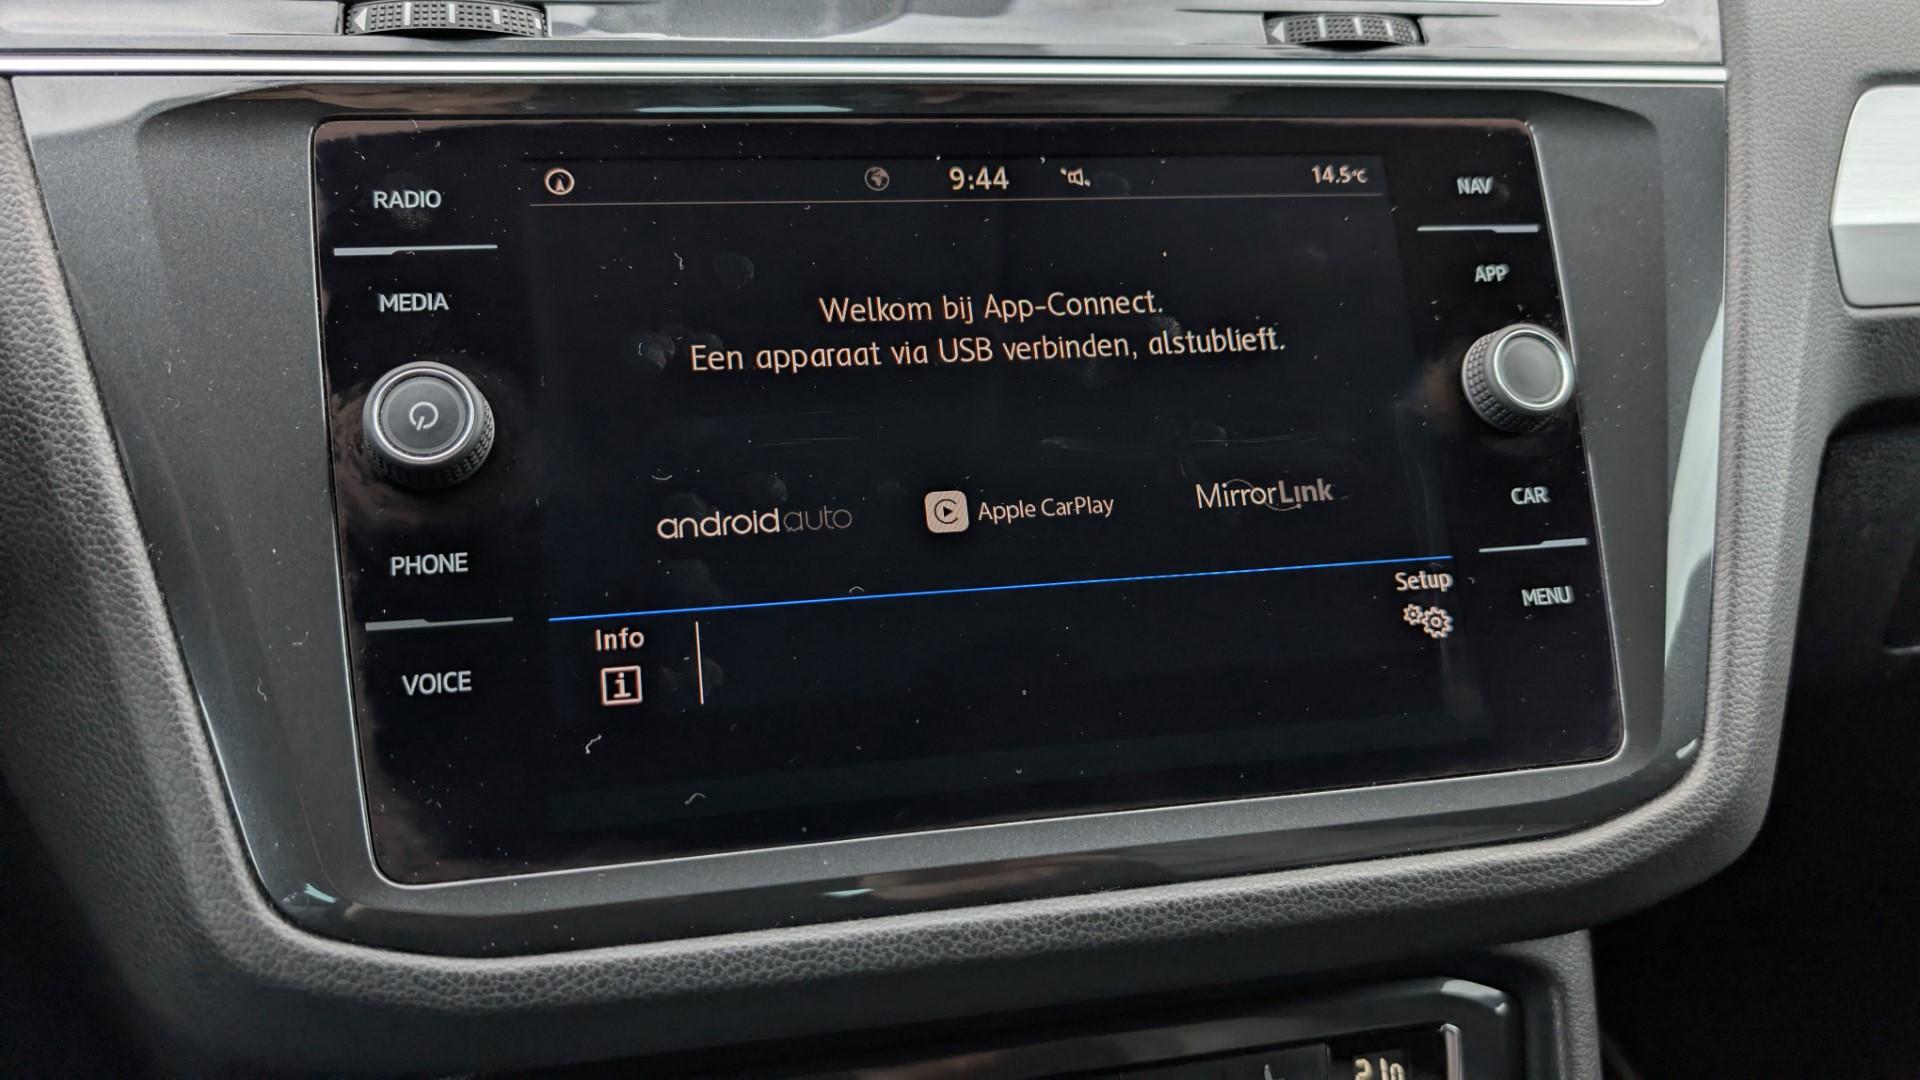 RADIO
MEDIA
PHONE
VOICE
9:44
14.5°C
Welkom bij App-Connect.
Een apparaat via USB verbinden, alstublieft.
androidauto
Apple CarPlay
MirrorLink
Info
i
Setup
NAV
APP
CAR
MENU